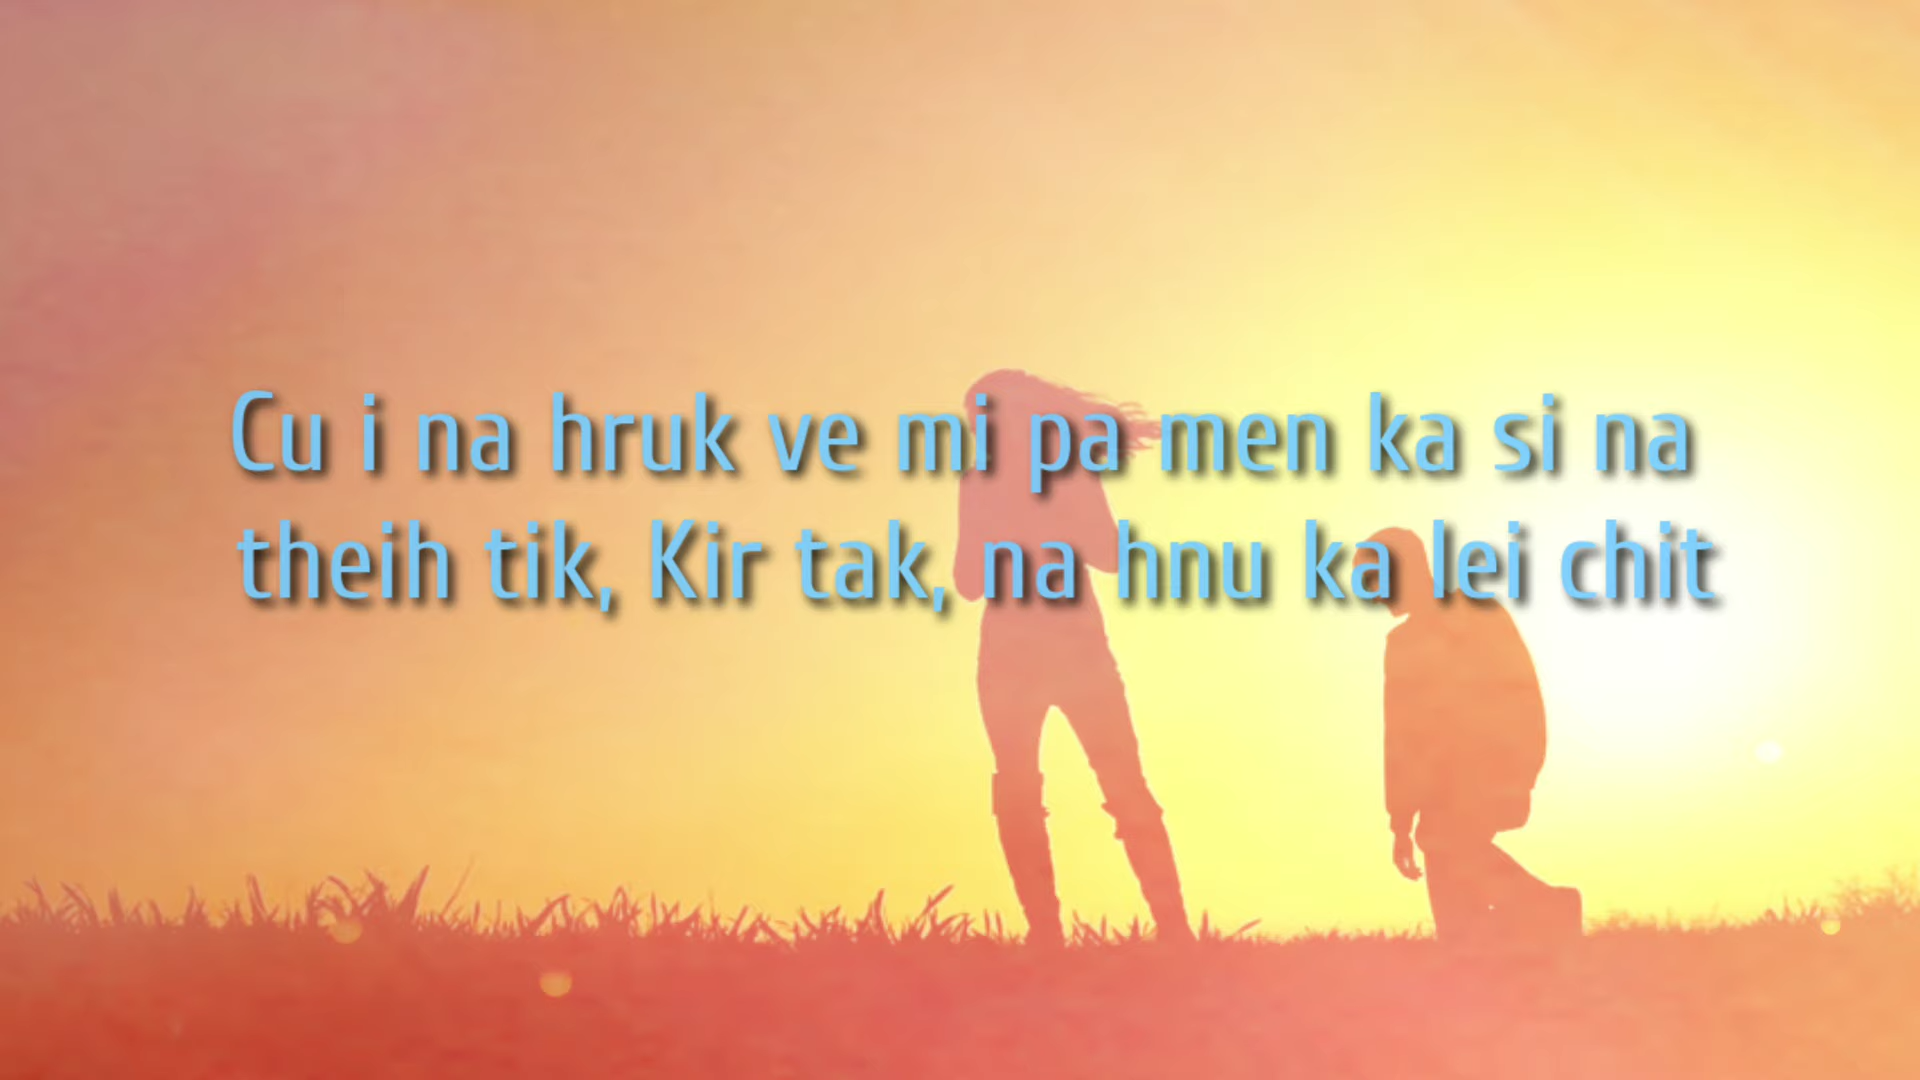 Cu i na hruk ve mi pa men ka si na
theih tik, Kir tak, na hnu ka lei chit